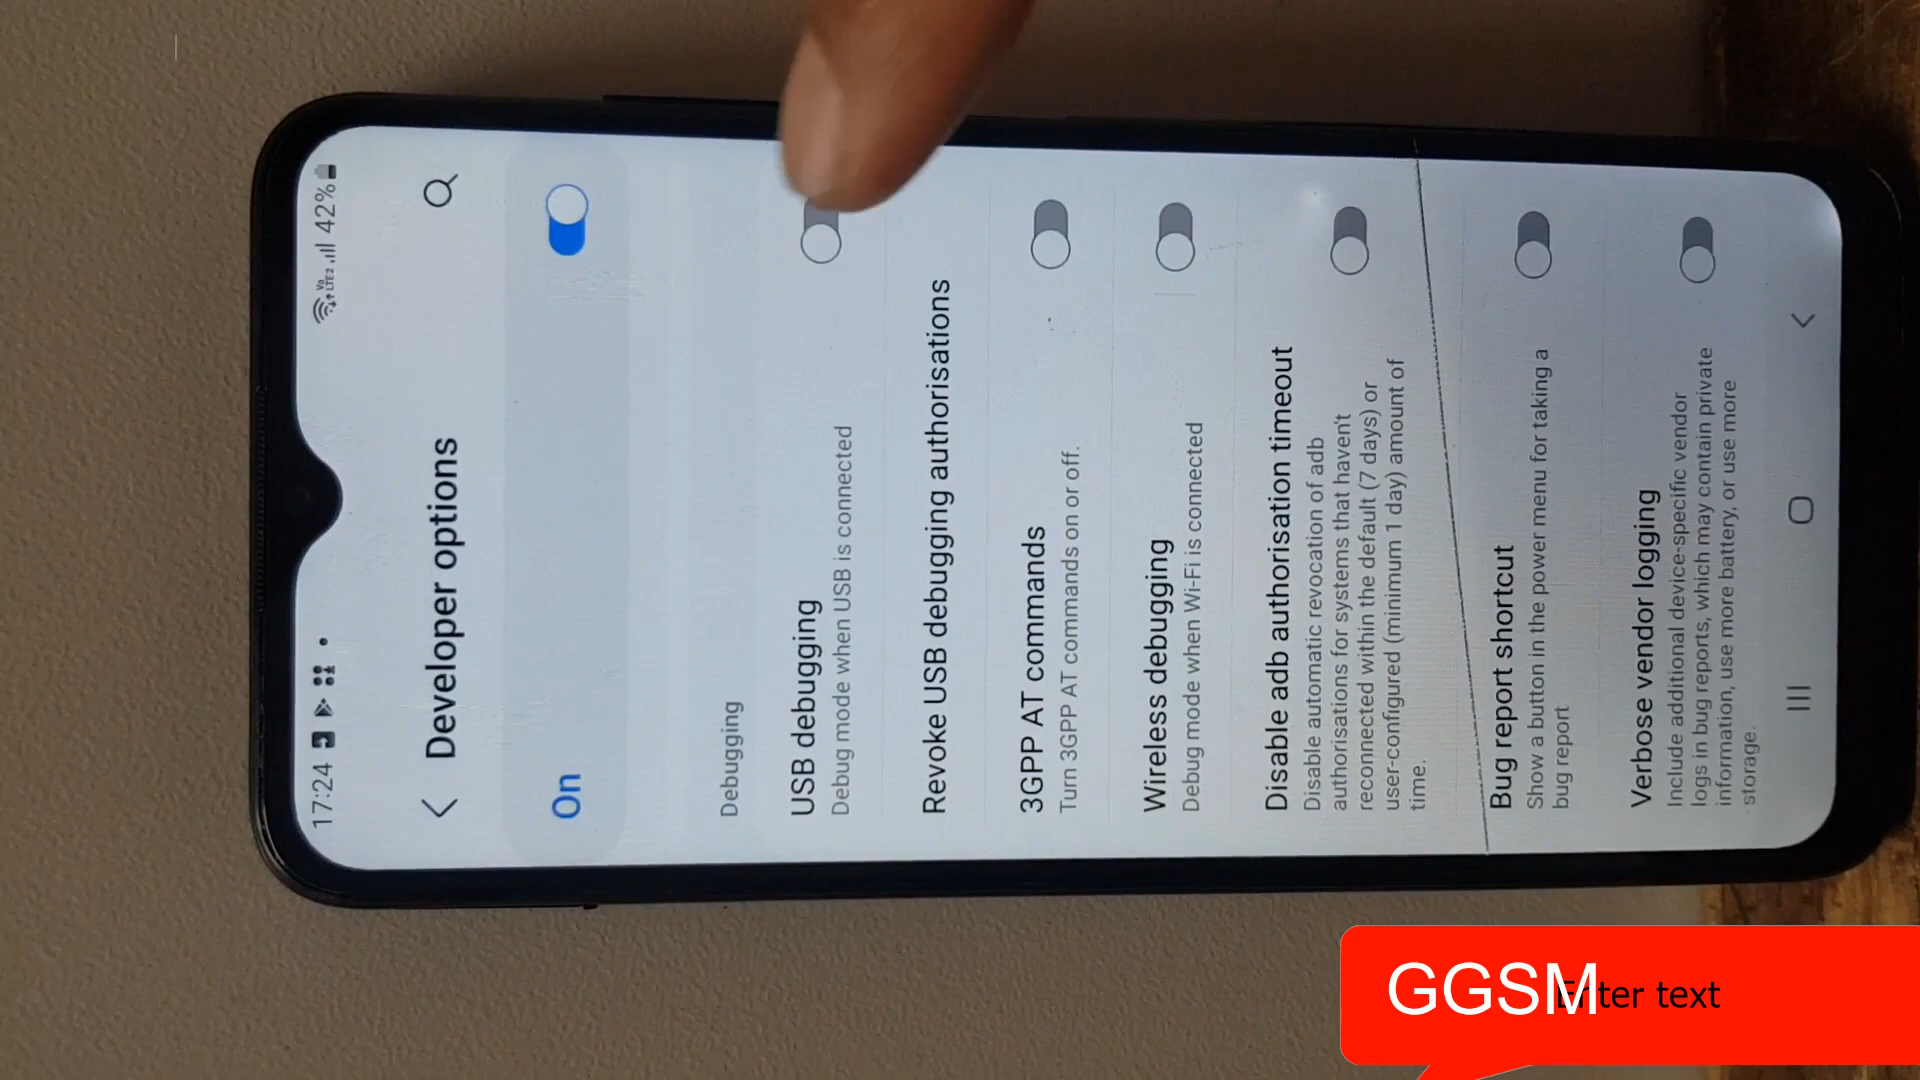 17:24
Vo
LTE2
42%
Developer options
On
Debugging
USB debugging
Debug mode when USB is connected
Revoke USB debugging authorisations
3GPP AT commands
Turn 3GPP AT commands on or off.
Wireless debugging
Debug mode when Wi-Fi is connected
Disable adb authorisation timeout
Disable automatic revocation of adb
authorisations for systems that haven't
reconnected within the default (7 days) or
user-configured (minimum 1 day) amount of
time.
Bug report shortcut
Show a button in the power menu for taking a
bug report
Verbose vendor logging
Include additional device-specific vendor
logs in bug reports, which may contain private
information, use more battery, or use more
storage.
GGSM
Enter text